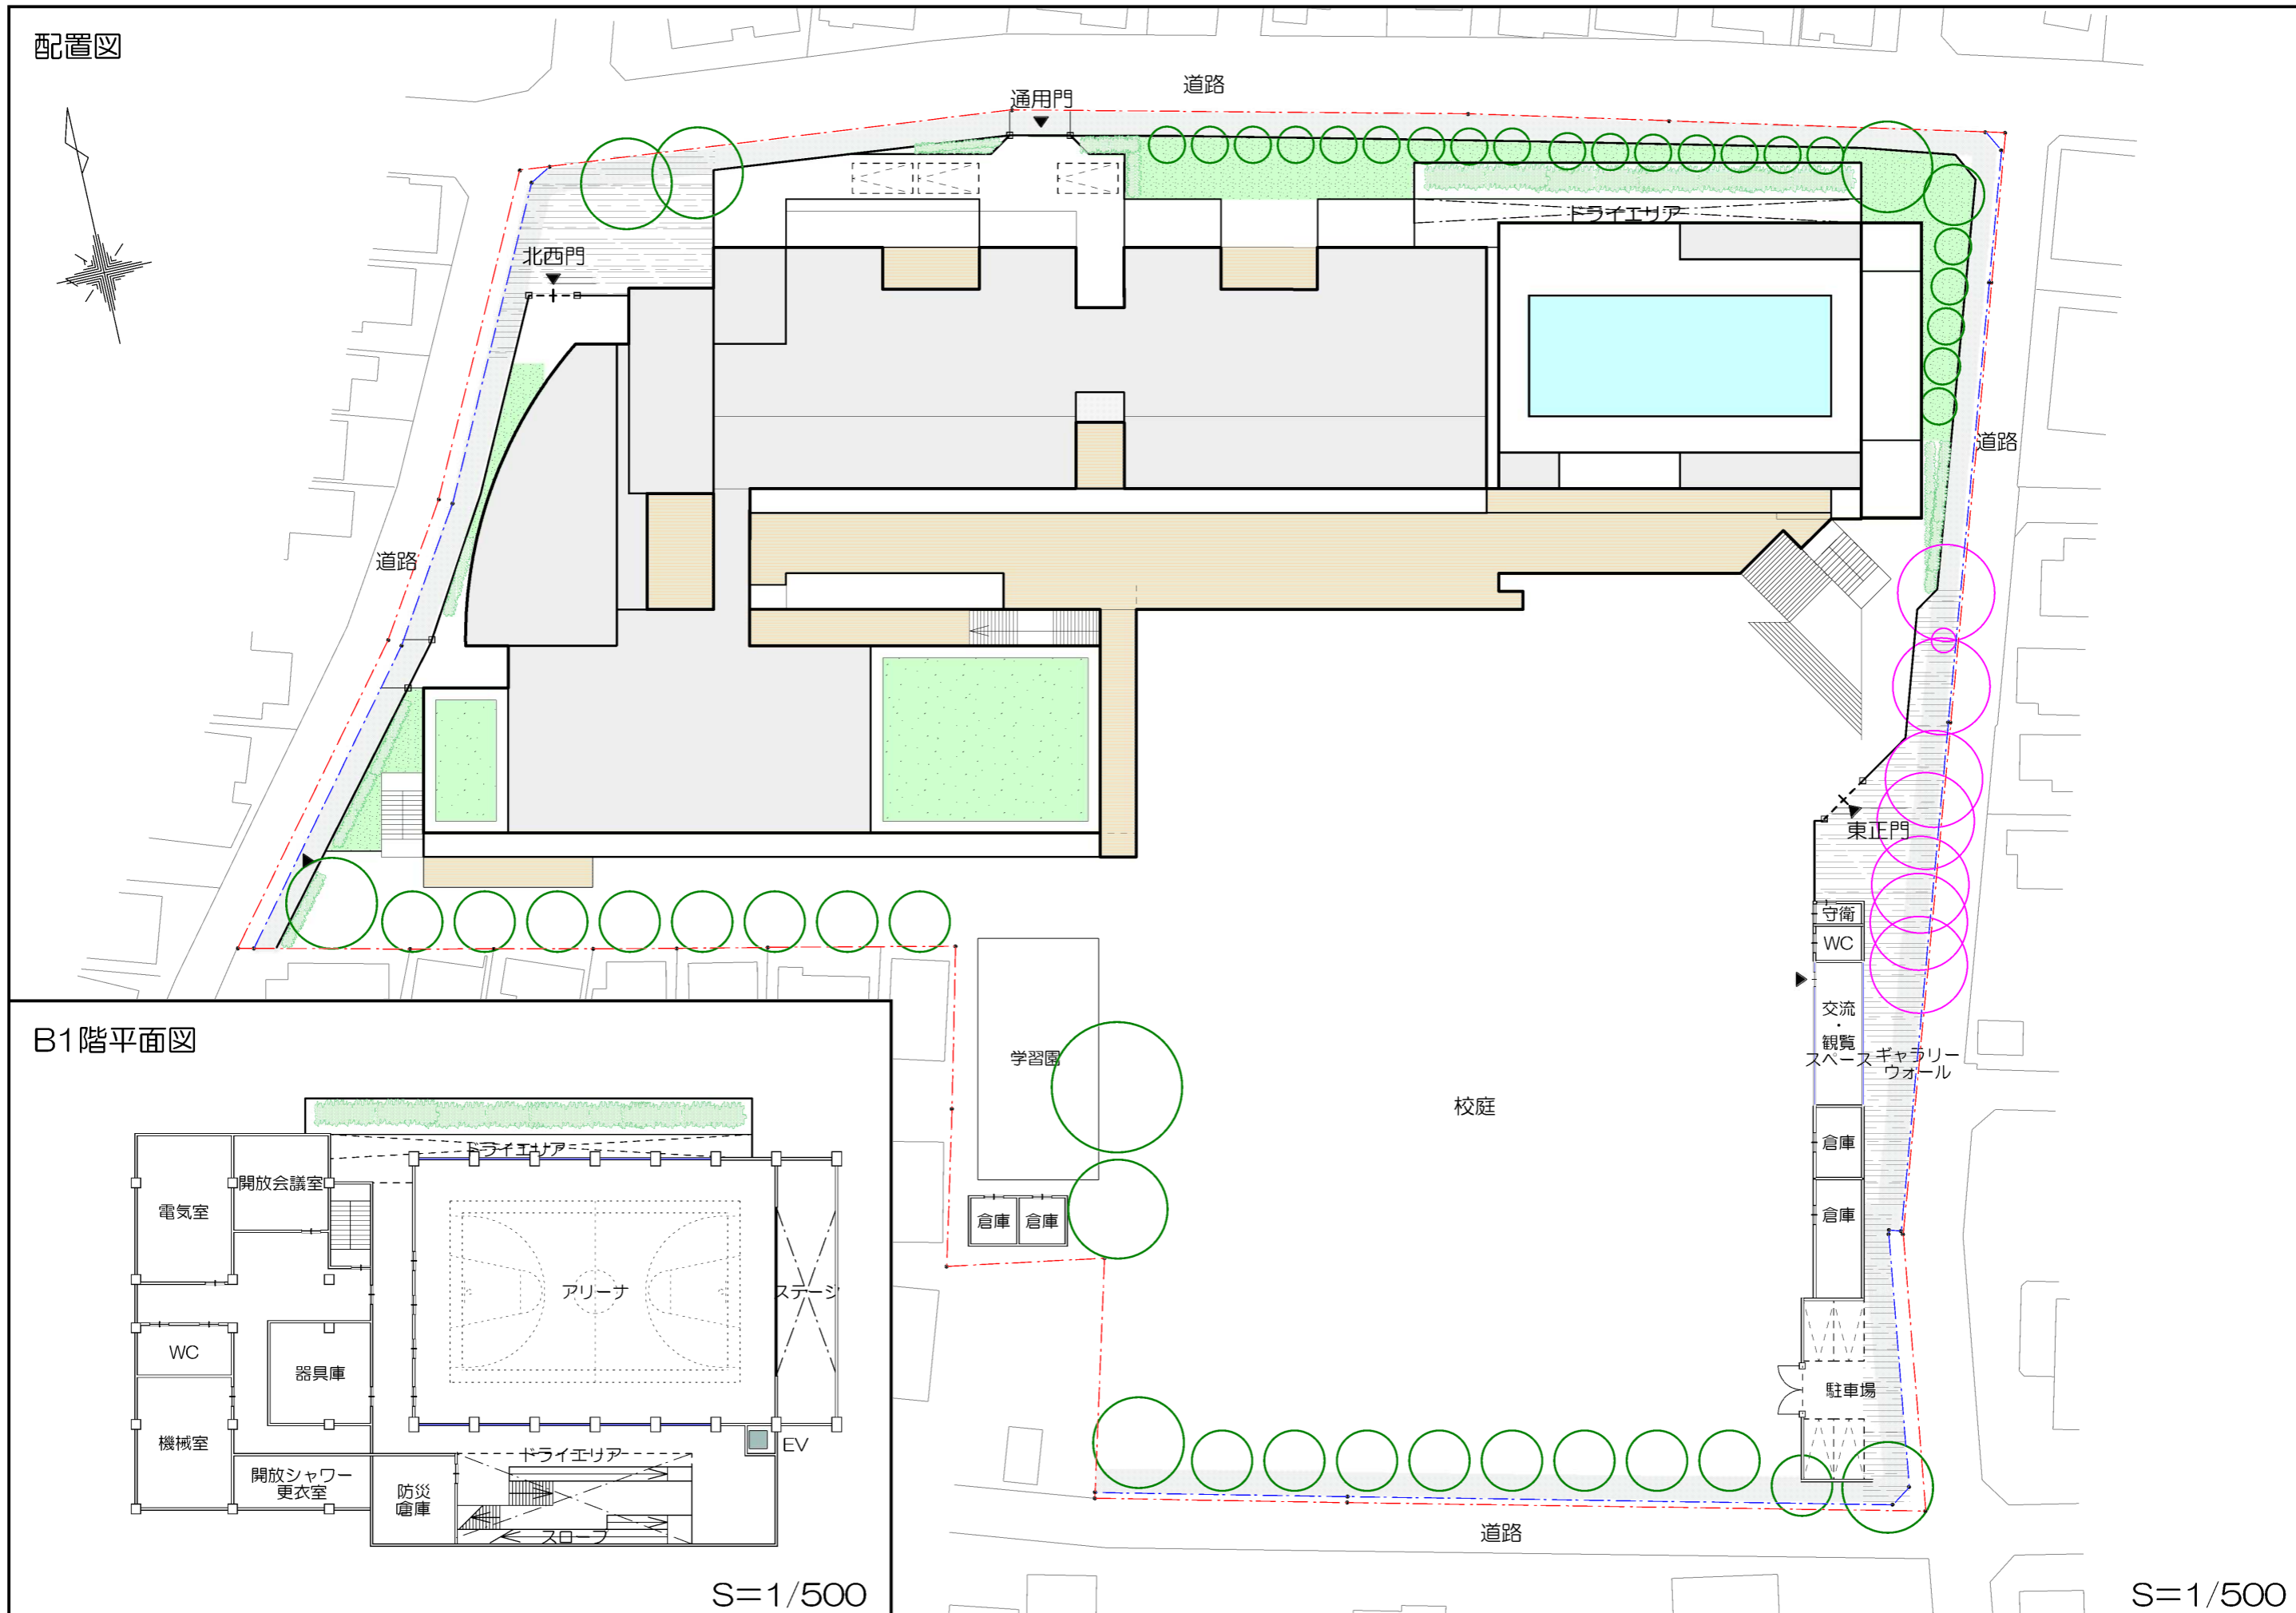 配置図
道路
通用門
ドライエリア
北西門
道路
道路
東正門
守衛
WC
交流
・
観覧
スペース
ギャラリー
ウォール
学習園
校庭
倉庫
倉庫
倉庫
倉庫
駐車場
道路
S=1/500
B1階平面図
ドライエリア
開放会議室
電気室
アリーナ
ステージ
WC
器具庫
機械室
EV
ドライエリア
開放シャワー
更衣室
防災
倉庫
スロープ
S=1/500